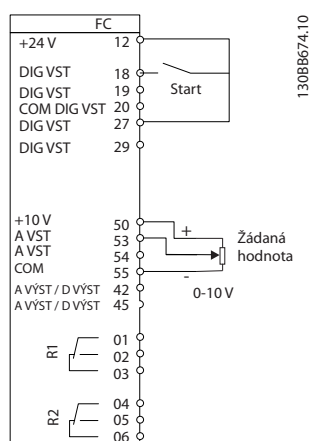 FC
+24 V 12
DIG VST 18
DIG VST 19
COM DIG VST 20
DIG VST 27
DIG VST 29
Start
130BB674.10
+10 V 50
A VST 53
A VST 54
COM 55
A VÝST / D VÝST 42
A VÝST / D VÝST 45
+
-
Žádaná
hodnota
0-10 V
R1
01
02
03
R2
04
05
06